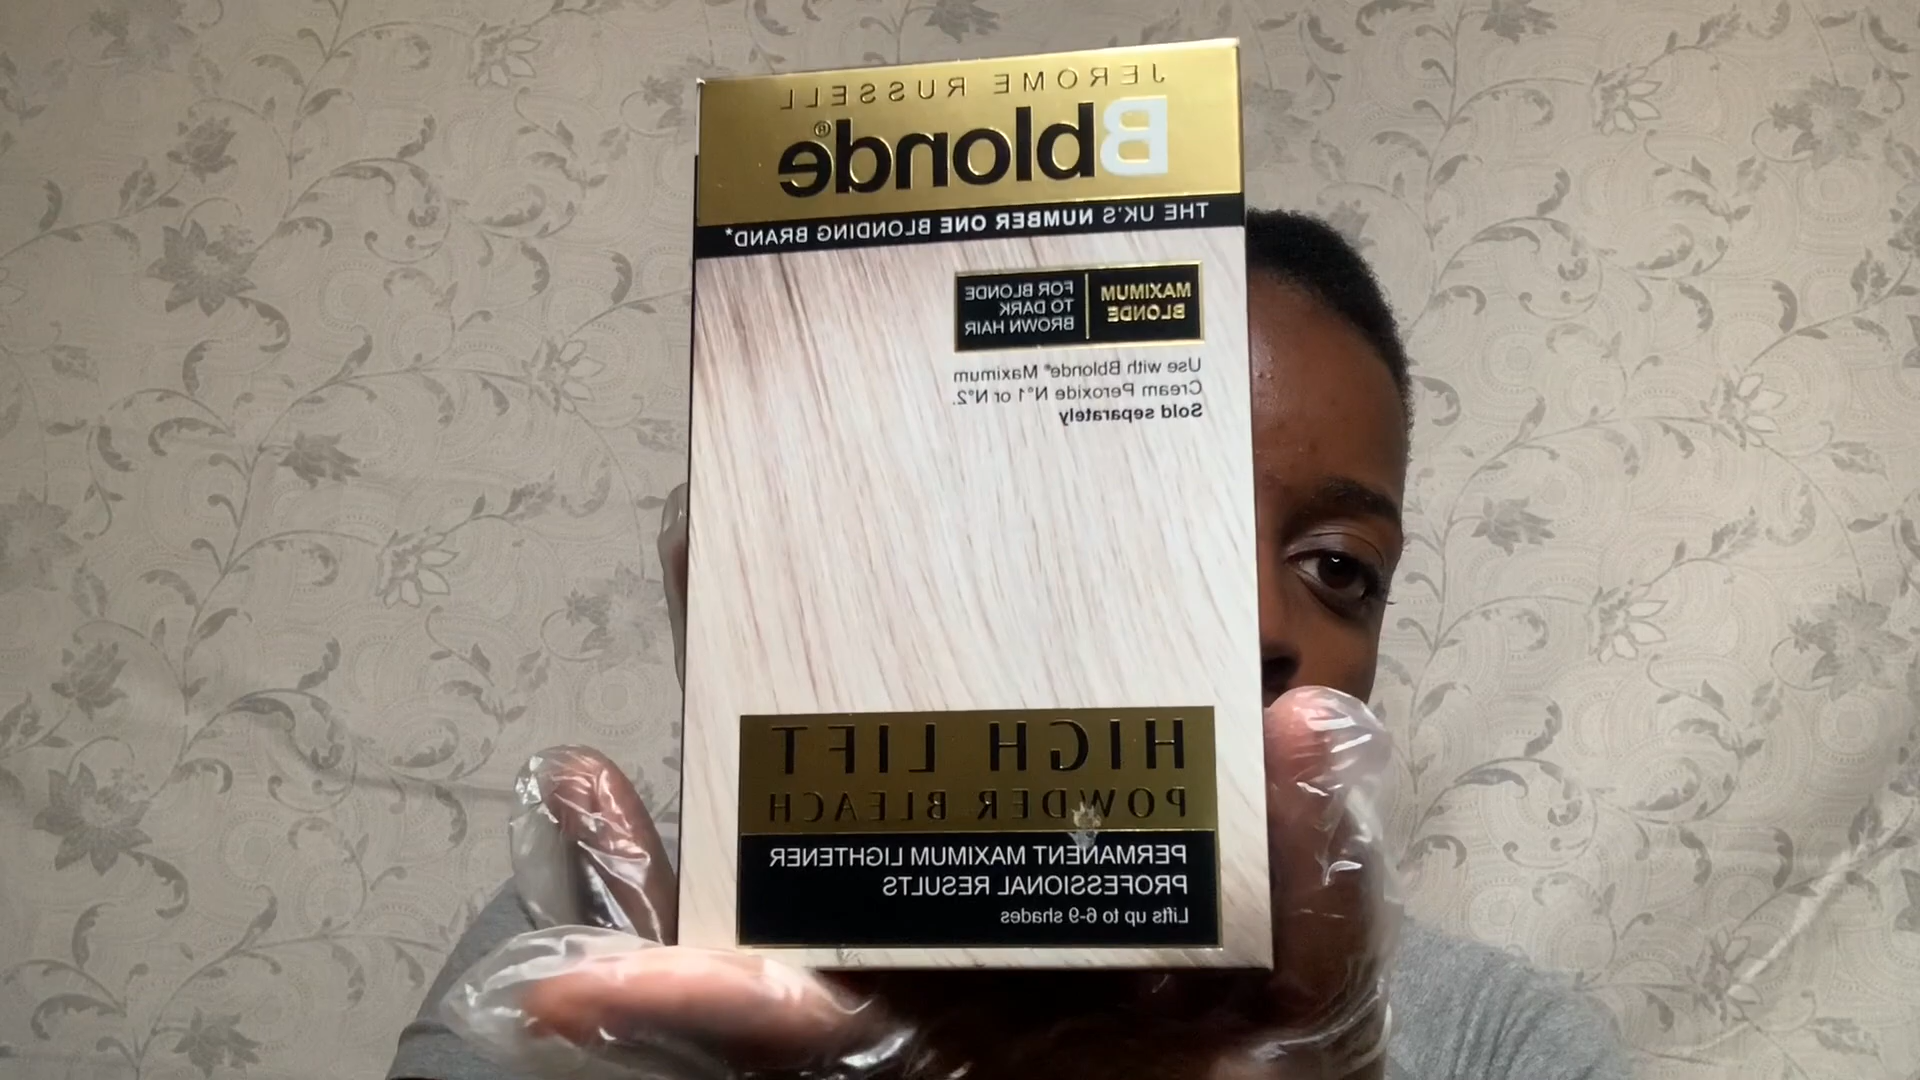 JEROME RUSSELL
Bblonde®
THE UK'S NUMBER ONE BLONDING BRAND*
MAXIMUM
BLONDE
FOR BLONDE
TO DARK
BROWN HAIR
Use with Bblonde® Maximum
Cream Peroxide Nº1 or Nº2.
Sold separately
HIGH LIFT
POWDER BLEACH
PERMANENT MAXIMUM LIGHTENER
PROFESSIONAL RESULTS
Lifts up to 6-9 shades